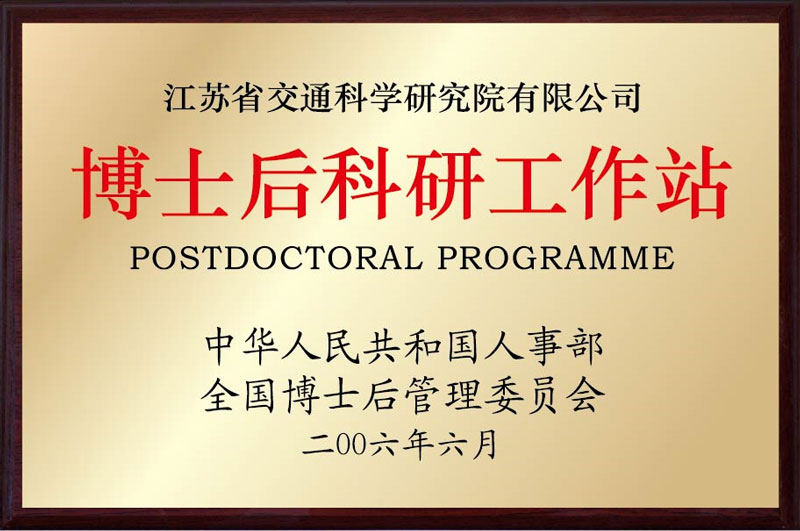 江苏省交通科学研究院有限公司
博士后科研工作站
POSTDOCTORAL PROGRAMME
中华人民共和国人事部
全国博士后管理委员会
二00六年六月